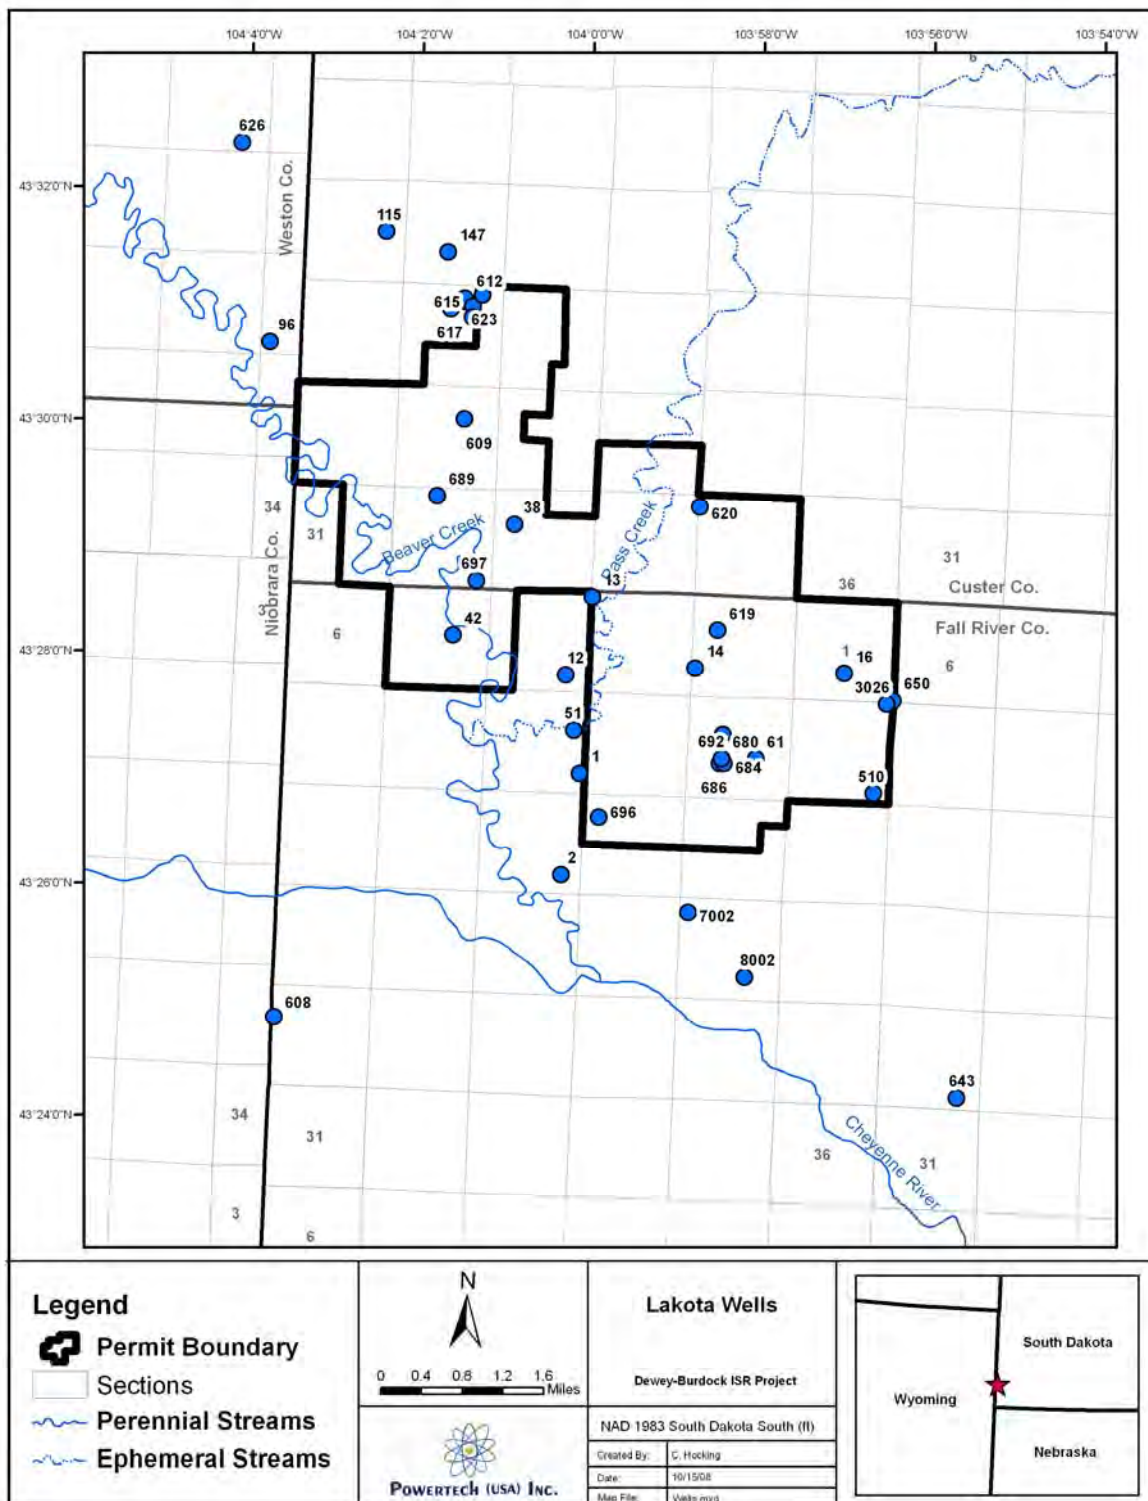 104°4'0"W 104°2'0"W 104°0'0"W 103°58'0"W 103°56'0"W 103°54'0"W
626
43°32'0"N
Weston Co.
115
147
612
615
623
617
96
43°30'0"N
609
689
34
38
620
31
Beaver Creek
Pass Creek
Niobrara Co.
697
13
36
31
Custer Co.
3
6
42
619
Fall River Co.
43°28'0"N
12
14
1
16
6
3026
650
51
692
680
61
1
684
686
510
696
2
43°26'0"N
7002
8002
608
643
43°24'0"N
34
31
36
31
Cheyenne River
3
6
Legend
Permit Boundary
Sections
Perennial Streams
Ephemeral Streams
N
0 0.4 0.8 1.2 1.6
Miles
POWERTECH (USA) INC.
Lakota Wells
Dewey-Burdock ISR Project
NAD 1983 South Dakota South (ft)
Created By: C. Hocking
Date: 10/15/08
Map File: Wells.mxd
South Dakota
Wyoming
Nebraska